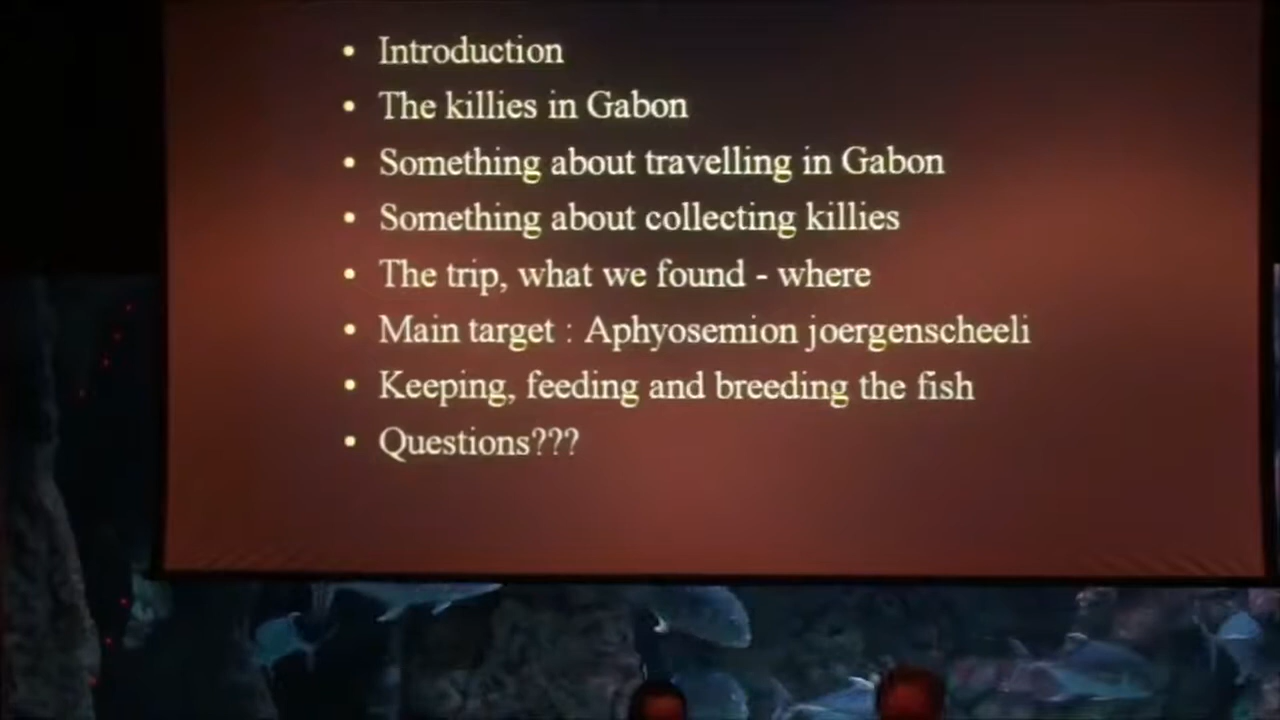 • Introduction
• The killies in Gabon
• Something about travelling in Gabon
• Something about collecting killies
• The trip, what we found - where
• Main target : Aphyosemion joergenscheeli
• Keeping, feeding and breeding the fish
• Questions???